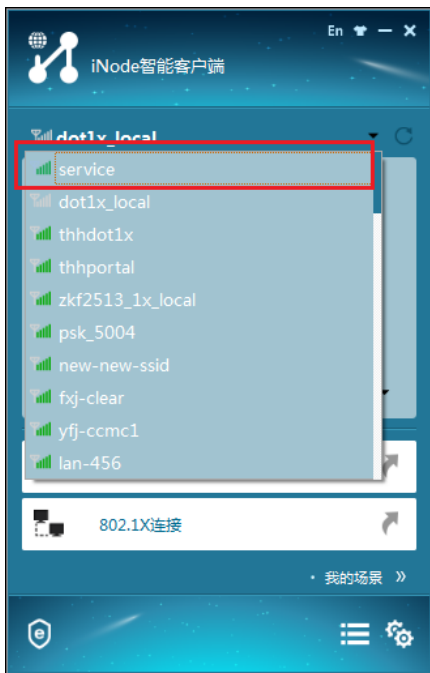 En
iNode智能客户端
dot1x_local
service
dot1x_local
thhdot1x
thhportal
zkf2513_1x_local
psk_5004
new-new-ssid
fxj-clear
yfj-ccmc1
lan-456
802.1X连接
· 我的场景 »
e